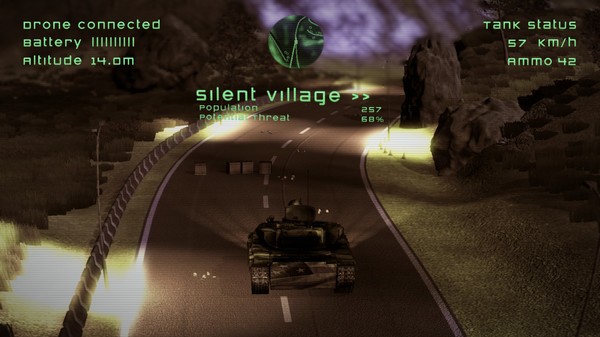 Drone connected
Battery ||||||||||
Altitude 14.0m
Tank Status
57 km/h
Ammo 42
Silent Village >>
Population 257
Potential Threat 68%